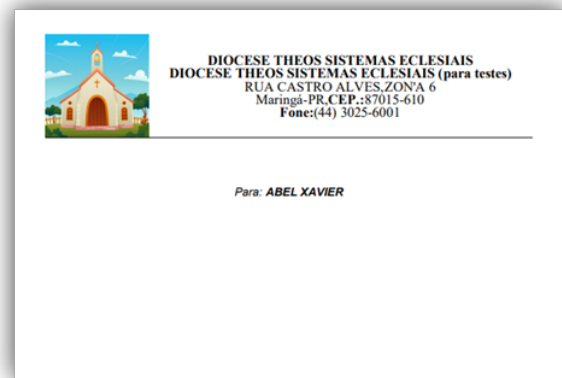 DIOCESE THEOS SISTEMAS ECLESIAIS
DIOCESE THEOS SISTEMAS ECLESIAIS (para testes)
RUA CASTRO ALVES,ZON'A 6
Maringá-PR,CEP.:87015-610
Fone:(44) 3025-6001
Para: ABEL XAVIER